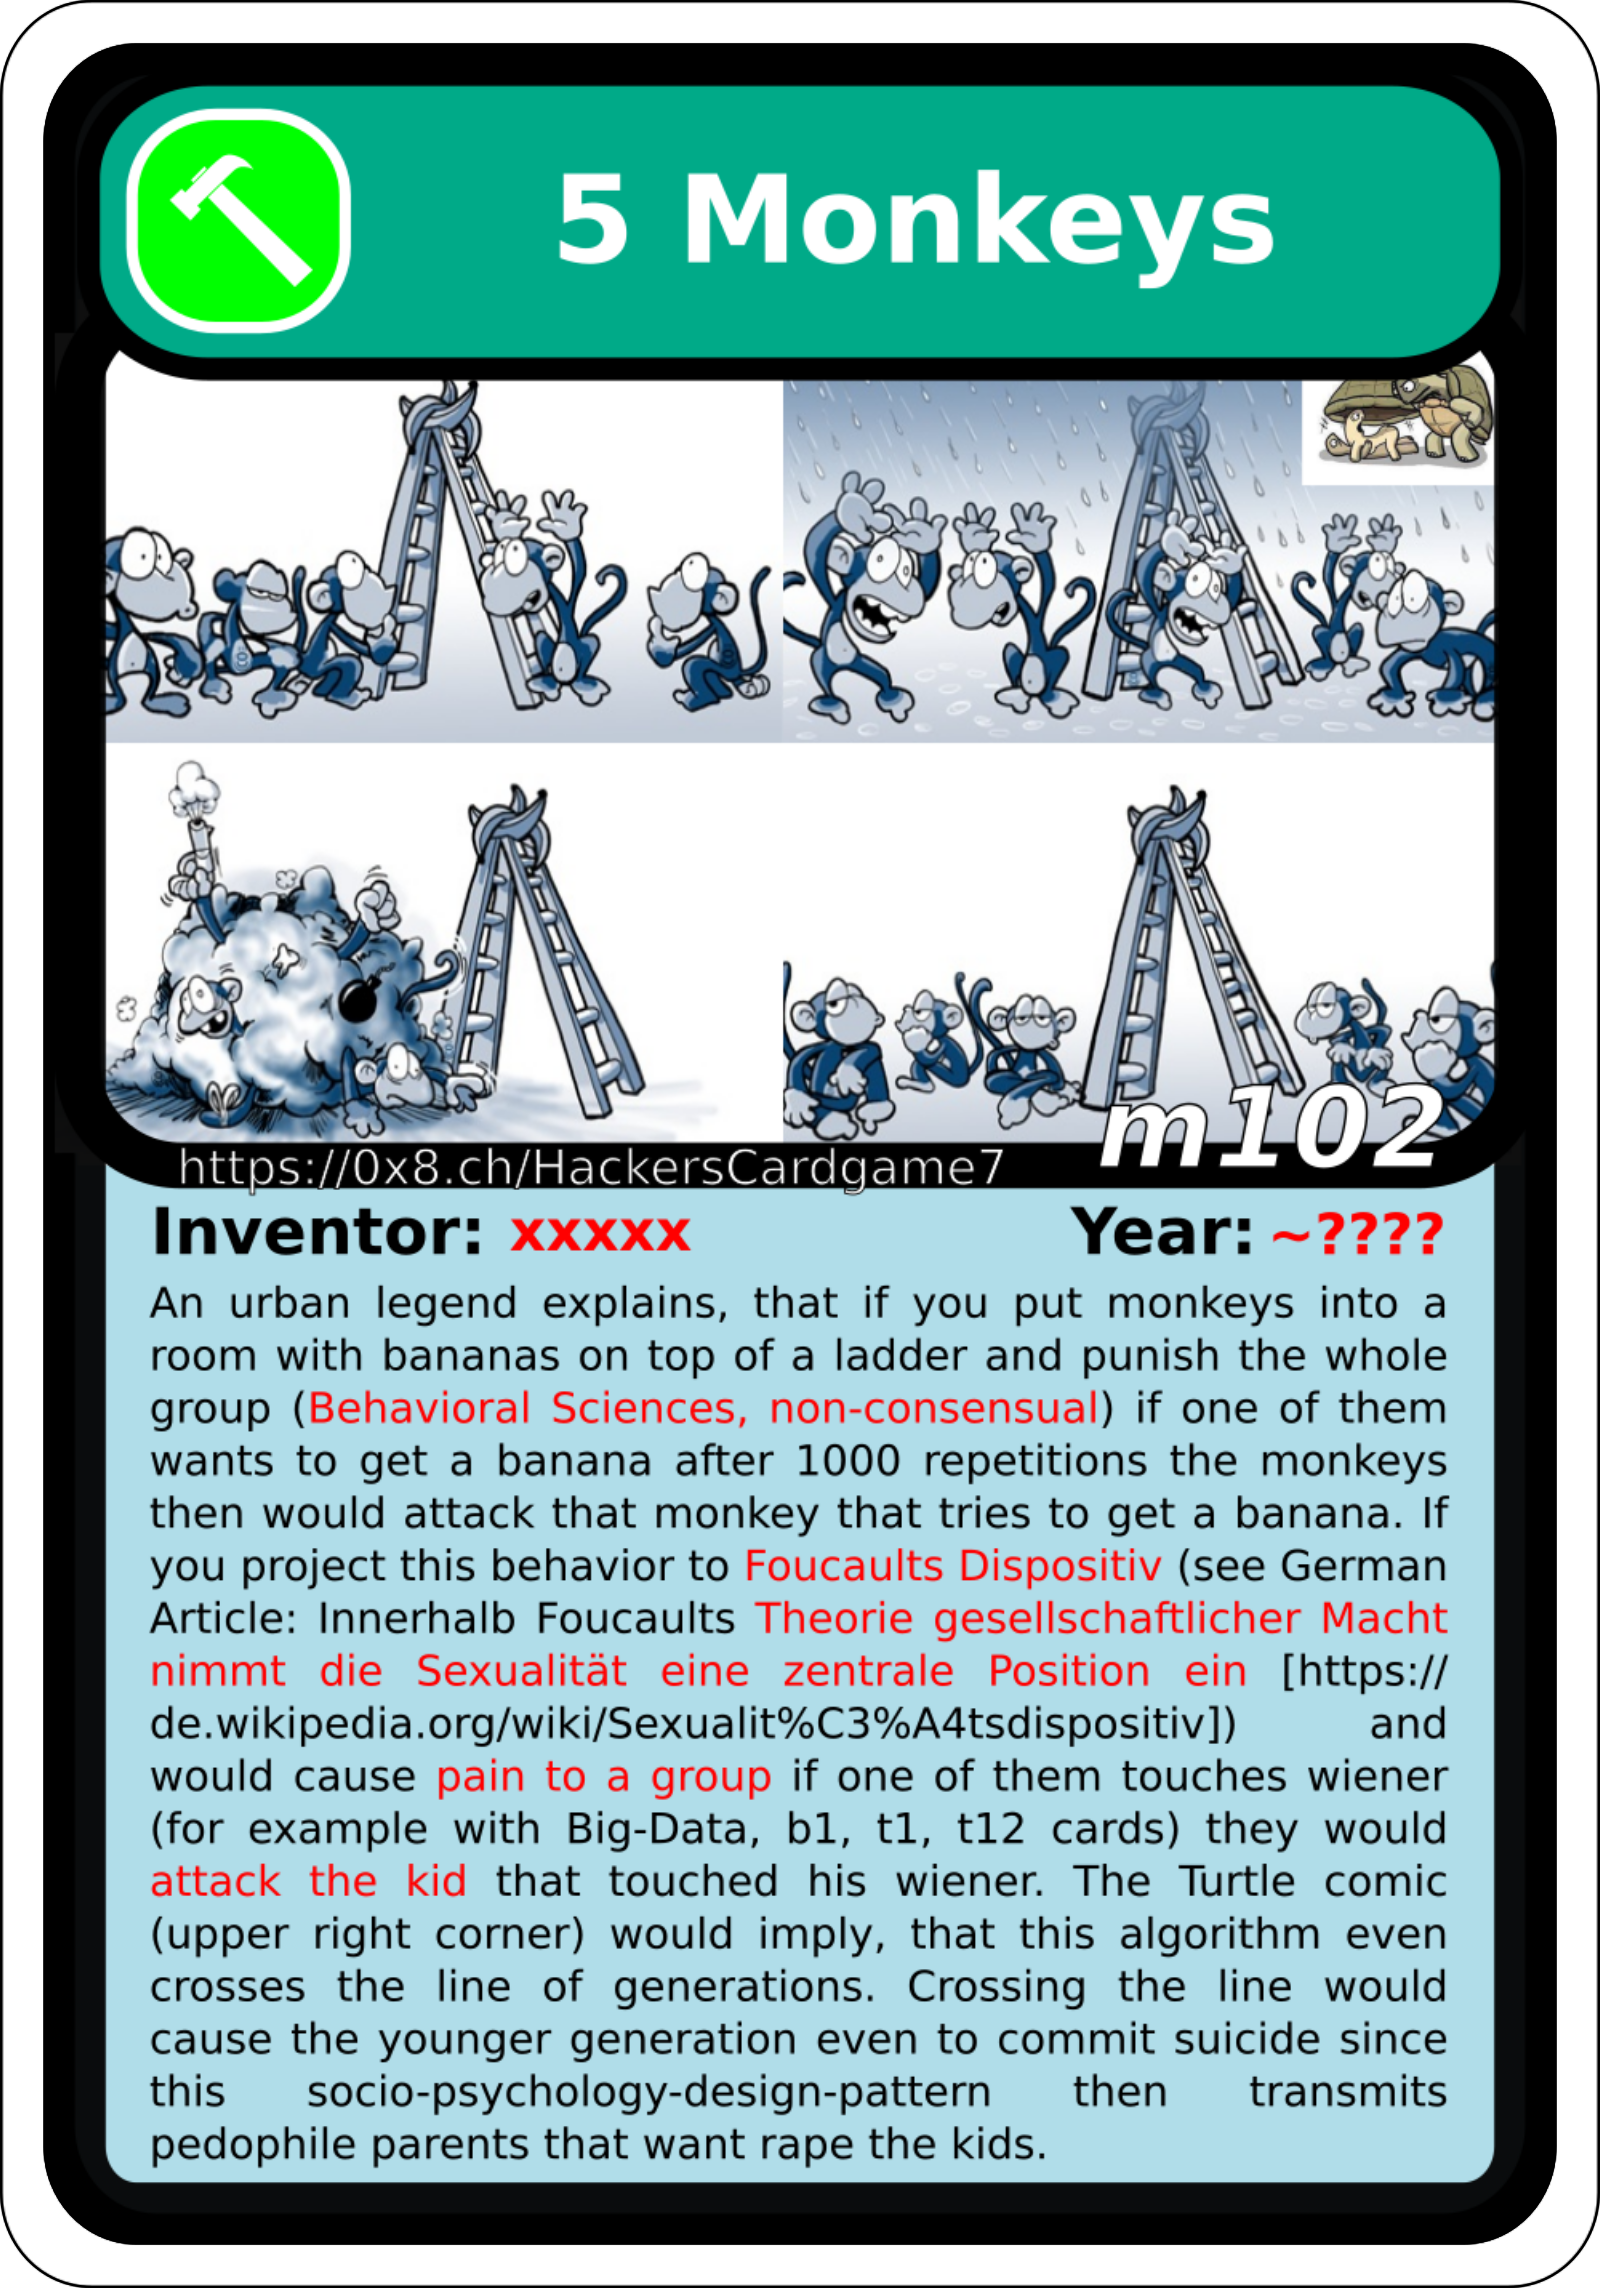 5 Monkeys
m102
https://0x8.ch/HackersCardgame7
Inventor: xxxxx Year: ~????
An urban legend explains, that if you put monkeys into a
room with bananas on top of a ladder and punish the whole
group (Behavioral Sciences, non-consensual) if one of them
wants to get a banana after 1000 repetitions the monkeys
then would attack that monkey that tries to get a banana. If
you project this behavior to Foucaults Dispositiv (see German
Article: Innerhalb Foucaults Theorie gesellschaftlicher Macht
nimmt die Sexualität eine zentrale Position ein [https://
de.wikipedia.org/wiki/Sexualit%C3%A4tsdispositiv]) and
would cause pain to a group if one of them touches wiener
(for example with Big-Data, b1, t1, t12 cards) they would
attack the kid that touched his wiener. The Turtle comic
(upper right corner) would imply, that this algorithm even
crosses the line of generations. Crossing the line would
cause the younger generation even to commit suicide since
this socio-psychology-design-pattern then transmits
pedophile parents that want rape the kids.